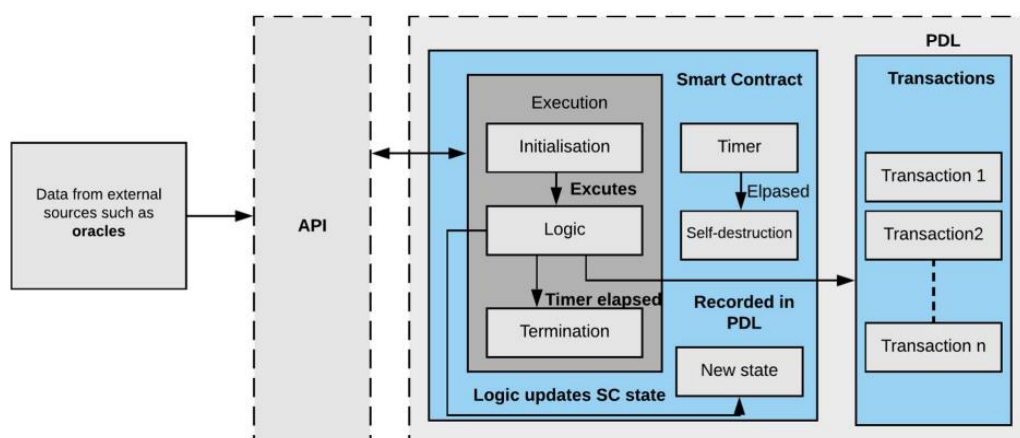 Data from external
sources such as
oracles
API
PDL
Smart Contract
Execution
Initialisation
Excutes
Logic
Timer elapsed
Termination
Timer
Elpased
Self-destruction
Recorded in
PDL
New state
Logic updates SC state
Transactions
Transaction 1
Transaction2
Transaction n